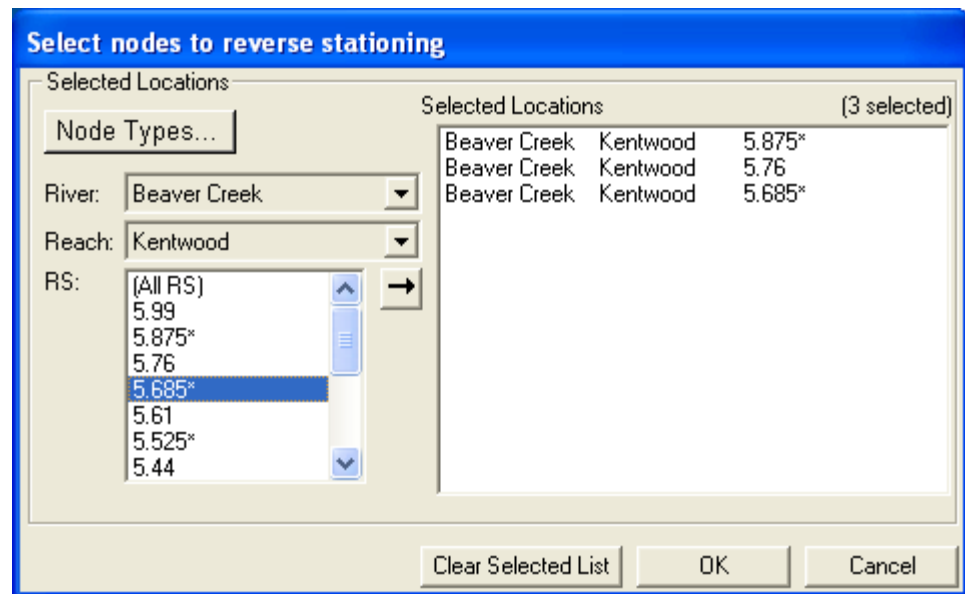 Select nodes to reverse stationing
Selected Locations
Node Types...
River: Beaver Creek
Reach: Kentwood
RS: (All RS)
5.99
5.875*
5.76
5.685*
5.61
5.525*
5.44
Selected Locations (3 selected)
Beaver Creek Kentwood 5.875*
Beaver Creek Kentwood 5.76
Beaver Creek Kentwood 5.685*
Clear Selected List OK Cancel